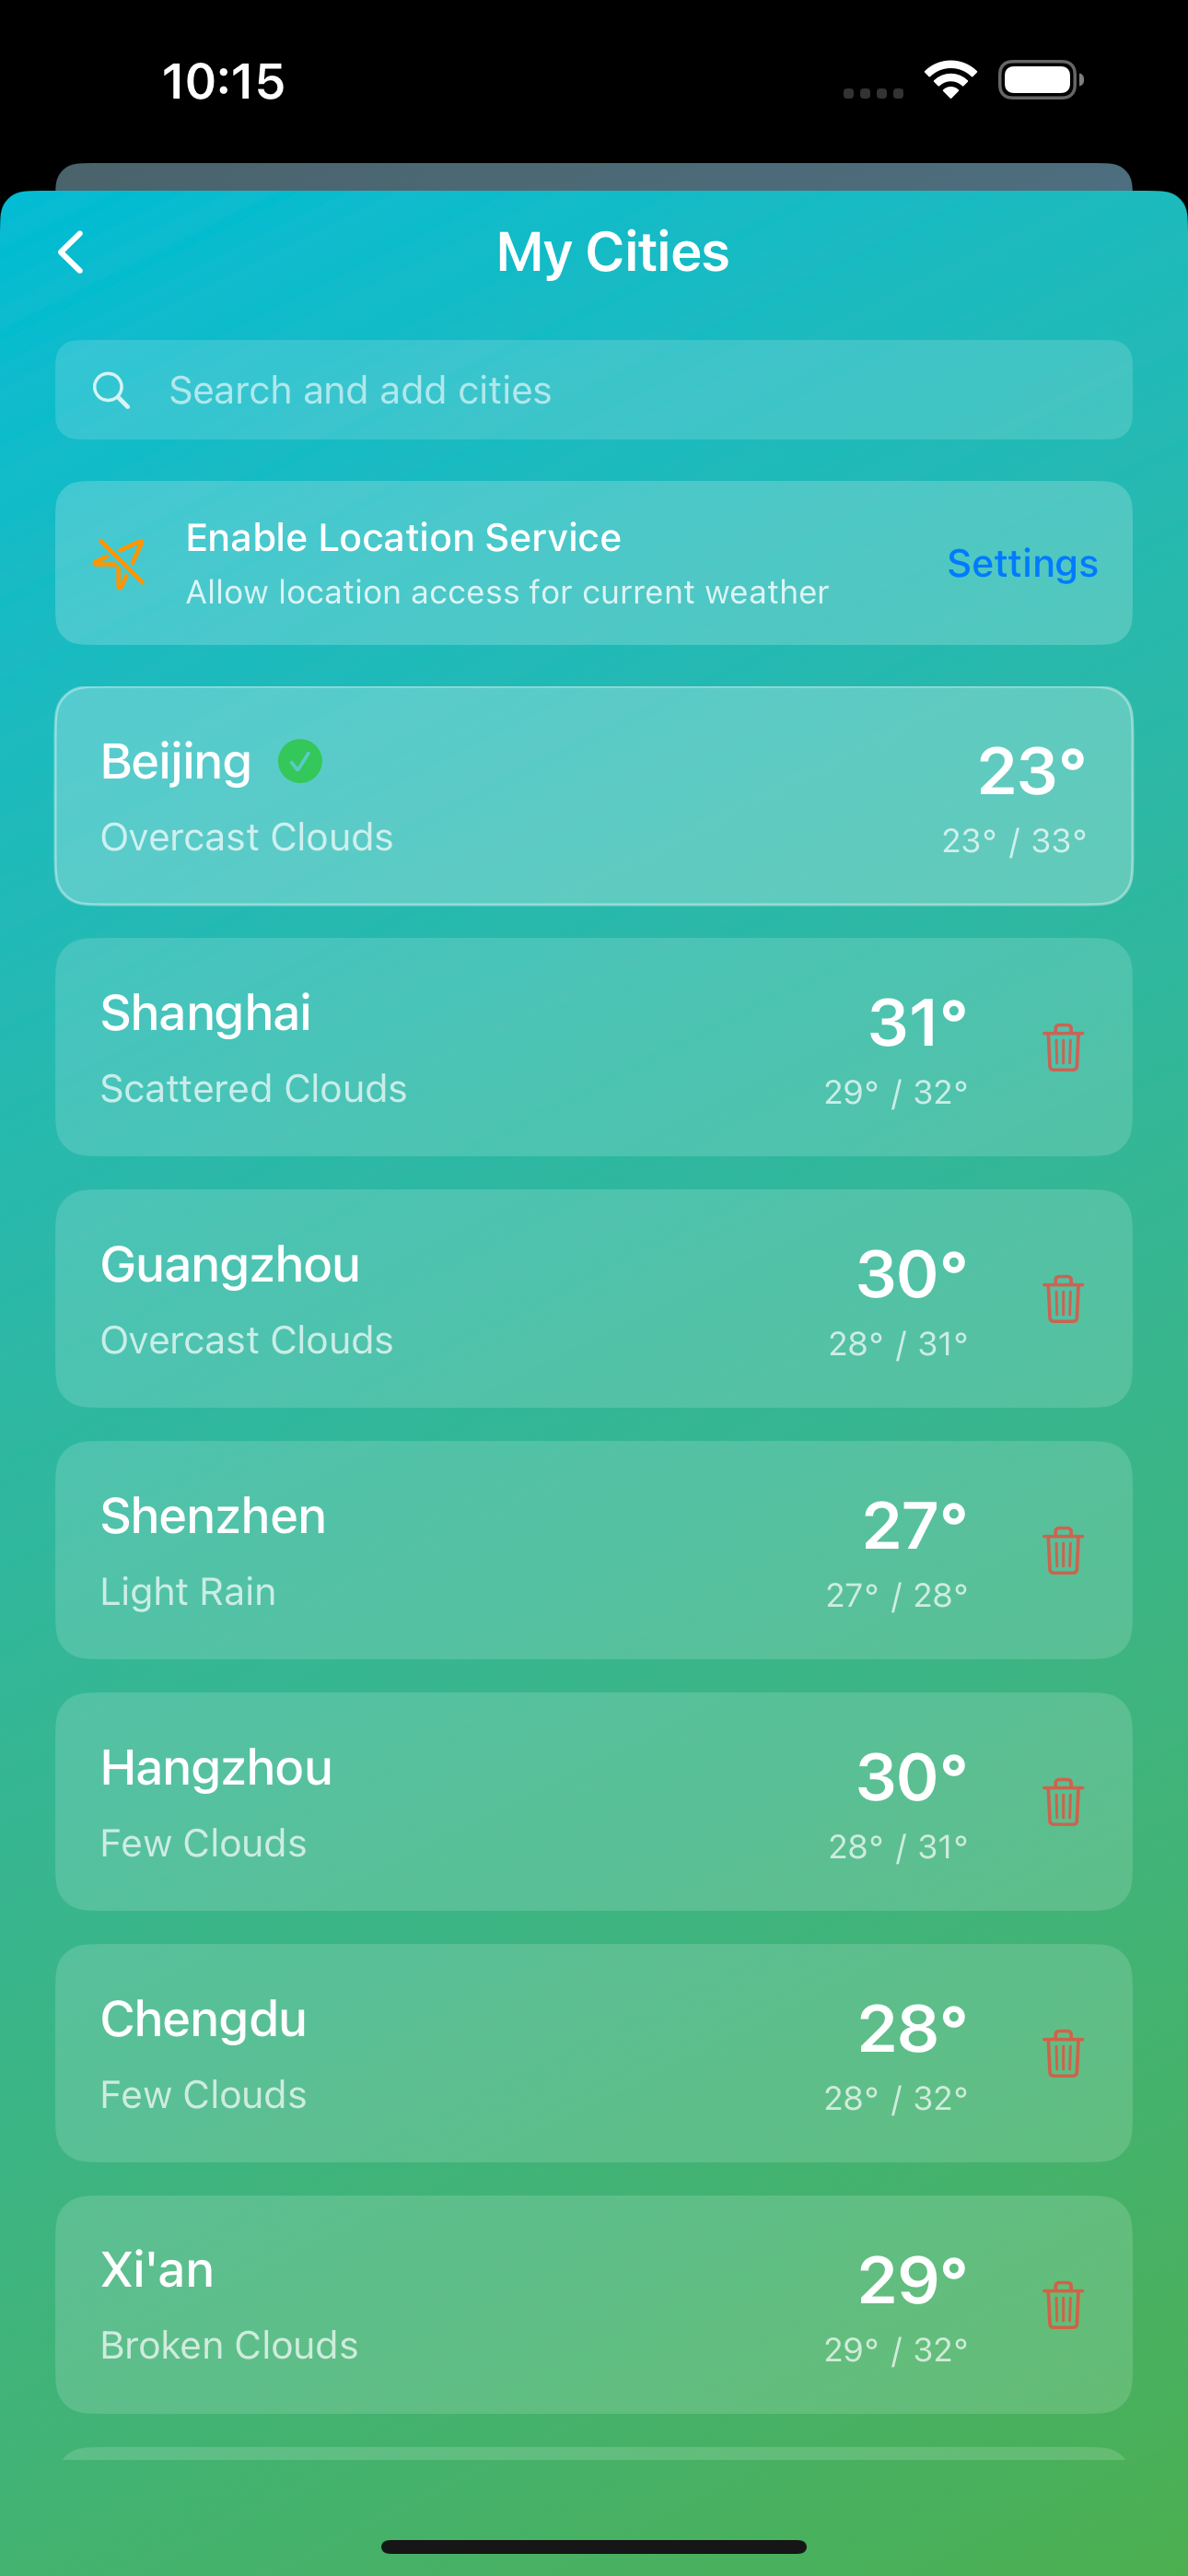 10:15
My Cities
Search and add cities
Enable Location Service
Allow location access for current weather
Settings
Beijing
23°
Overcast Clouds
23° / 33°
Shanghai
31°
Scattered Clouds
29° / 32°
Guangzhou
30°
Overcast Clouds
28° / 31°
Shenzhen
27°
Light Rain
27° / 28°
Hangzhou
30°
Few Clouds
28° / 31°
Chengdu
28°
Few Clouds
28° / 32°
Xi'an
29°
Broken Clouds
29° / 32°